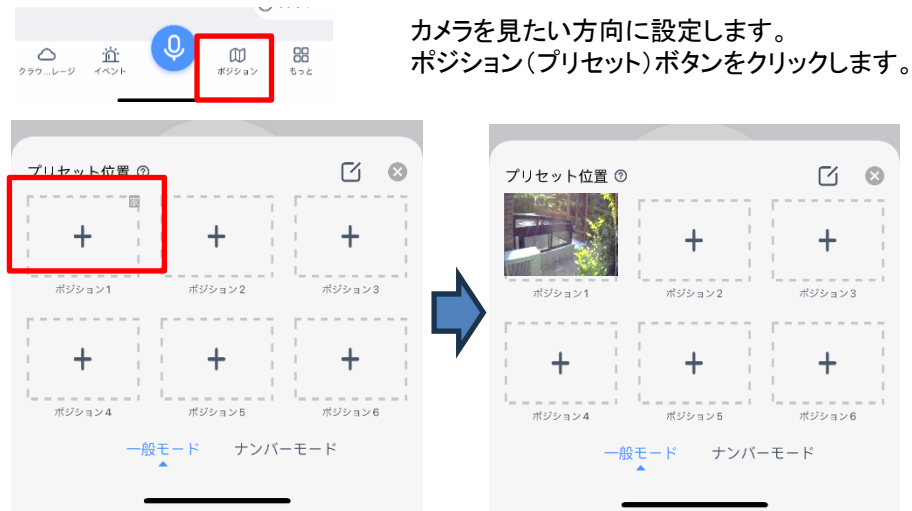 カメラを見たい方向に設定します。
ポジション（プリセット）ボタンをクリックします。
クラウ...レージ
イベント
ポジション
もっと
プリセット位置
ポジション1
ポジション2
ポジション3
ポジション4
ポジション5
ポジション6
一般モード
ナンバーモード
プリセット位置
ポジション1
ポジション2
ポジション3
ポジション4
ポジション5
ポジション6
一般モード
ナンバーモード